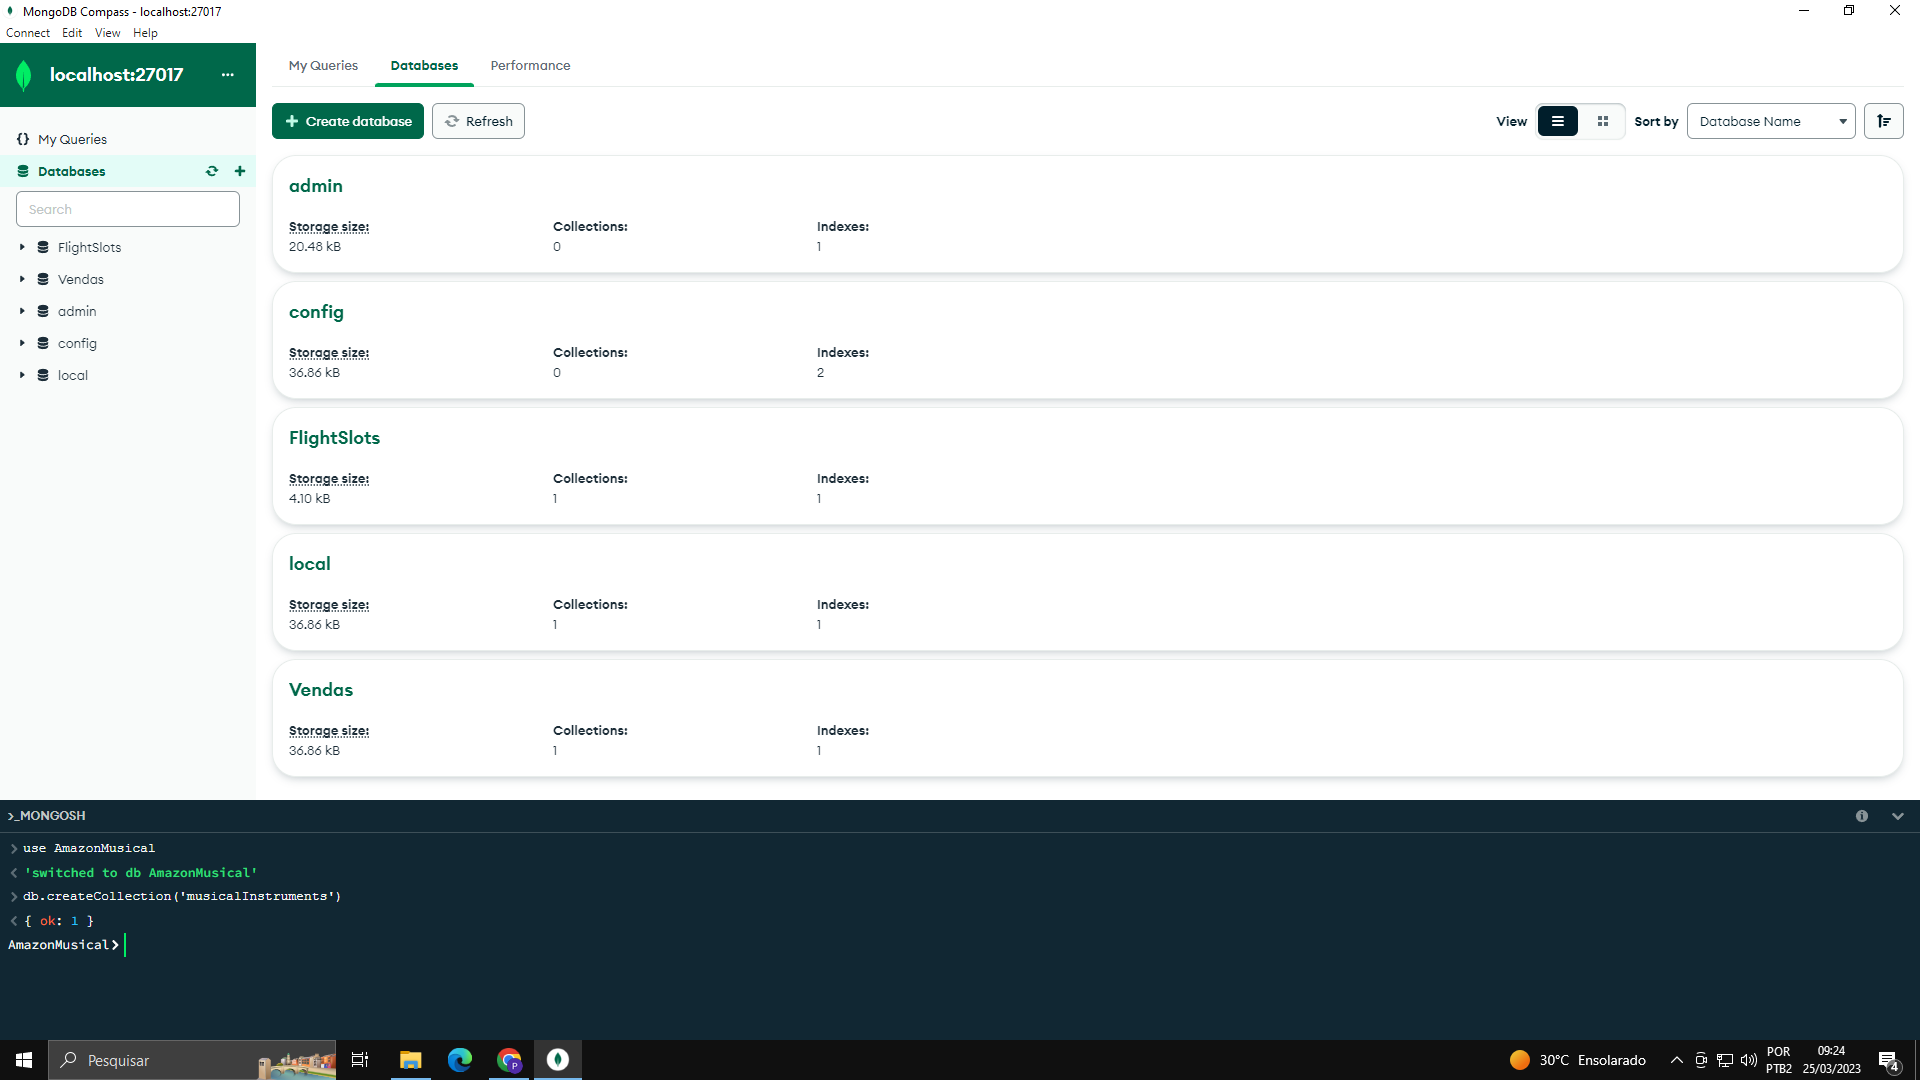 MongoDB Compass - localhost:27017
Connect Edit View Help
localhost:27017 ...
My Queries Databases Performance
{} My Queries
Databases
Search
FlightSlots
Vendas
admin
config
local
Create database Refresh View Sort by Database Name
admin
Storage size: Collections: Indexes:
20.48 kB 0 1
config
Storage size: Collections: Indexes:
36.86 kB 0 2
FlightSlots
Storage size: Collections: Indexes:
4.10 kB 1 1
local
Storage size: Collections: Indexes:
36.86 kB 1 1
Vendas
Storage size: Collections: Indexes:
36.86 kB 1 1
>_MONGOSH
> use AmazonMusical
< 'switched to db AmazonMusical'
> db.createCollection('musicalInstruments')
< { ok: 1 }
AmazonMusical>
Pesquisar P 30°C Ensolarado POR 09:24
PTB2 25/03/2023 4